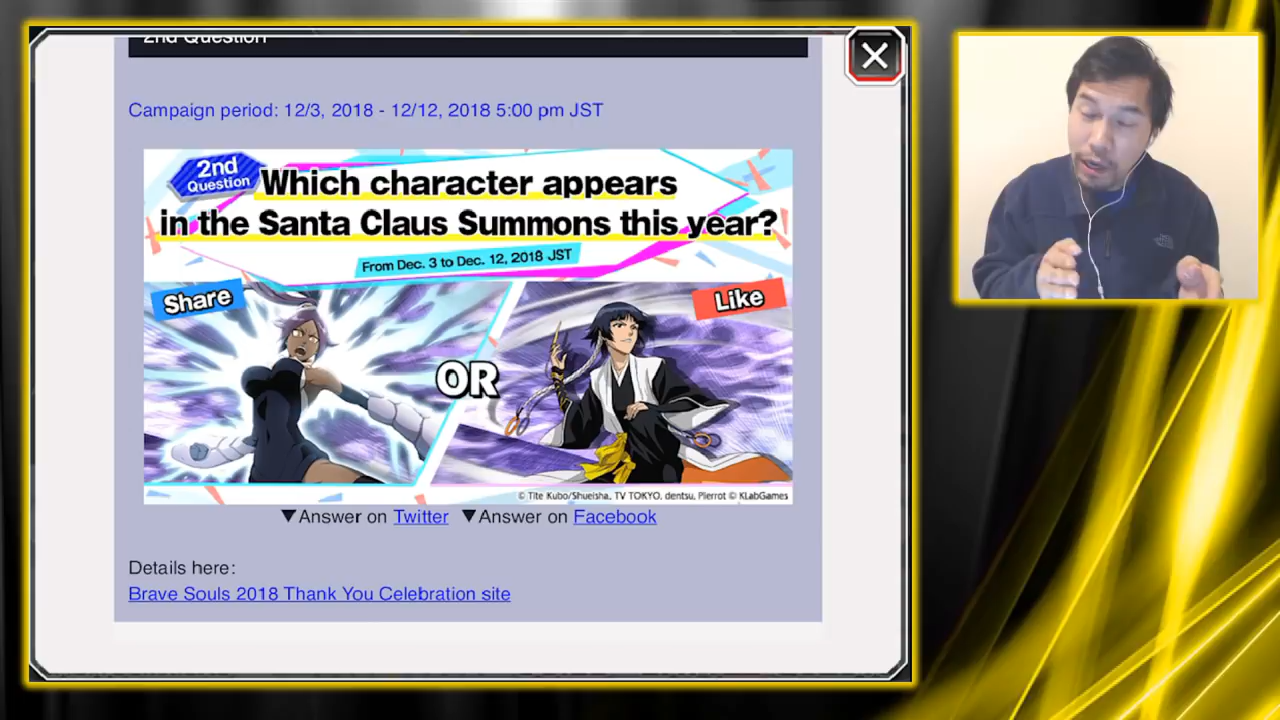 2nd Question
Campaign period: 12/3, 2018 - 12/12, 2018 5:00 pm JST
2nd
Question
Which character appears
in the Santa Claus Summons this year?
From Dec. 3 to Dec. 12, 2018 JST
Share
Like
OR
© Tite Kubo/Shueisha, TV TOKYO, dentsu, Pierrot © KLabGames
▼Answer on Twitter ▼Answer on Facebook
Details here:
Brave Souls 2018 Thank You Celebration site